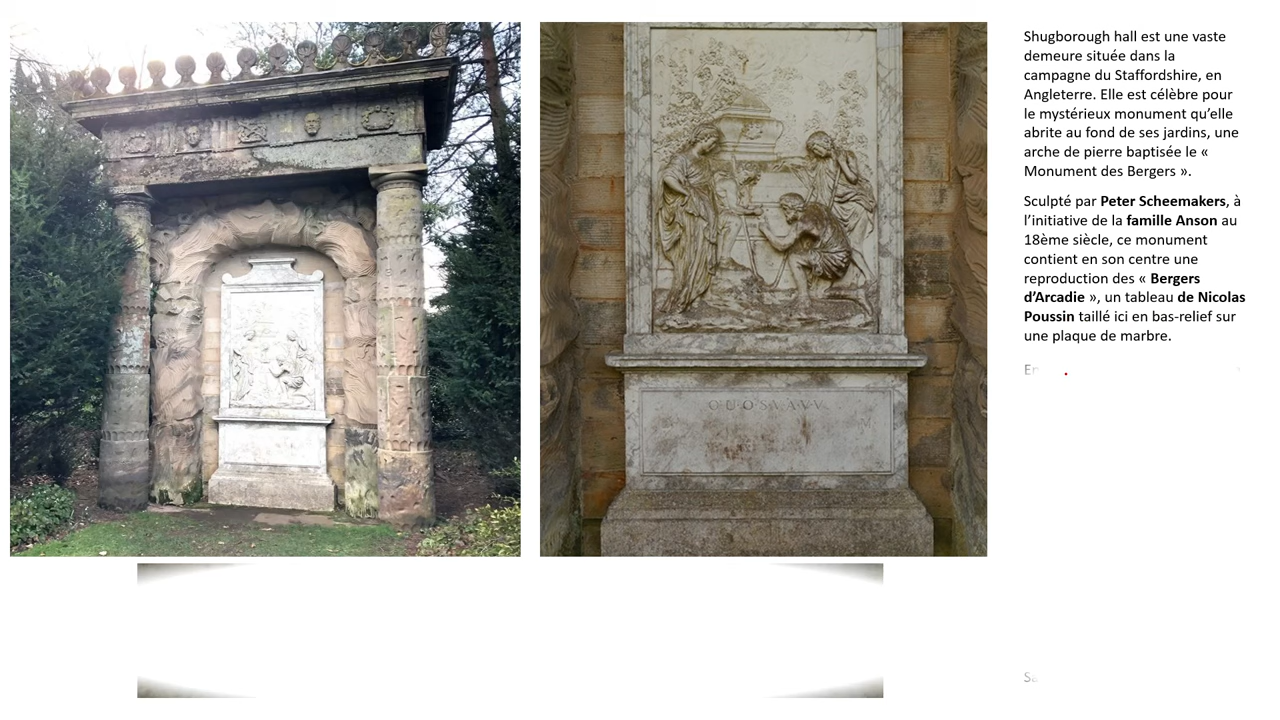 Shugborough hall est une vaste
demeure située dans la
campagne du Staffordshire, en
Angleterre. Elle est célèbre pour
le mystérieux monument qu’elle
abrite au fond de ses jardins, une
arche de pierre baptisée le «
Monument des Bergers ».
Sculpté par Peter Scheemakers, à
l’initiative de la famille Anson au
18ème siècle, ce monument
contient en son centre une
reproduction des « Bergers
d’Arcadie », un tableau de Nicolas
Poussin taillé ici en bas-relief sur
une plaque de marbre.
O·U·O·S·V·A·V·V